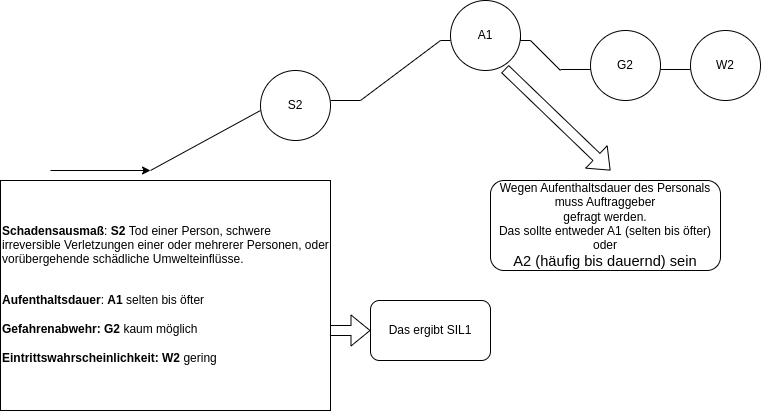 A1
S2
G2
W2
Wegen Aufenthaltsdauer des Personals
muss Auftraggeber
gefragt werden.
Das sollte entweder A1 (selten bis öfter)
oder
A2 (häufig bis dauernd) sein
Schadensausmaß: S2 Tod einer Person, schwere
irreversible Verletzungen einer oder mehrerer Personen, oder
vorübergehende schädliche Umwelteinflüsse.
Aufenthaltsdauer: A1 selten bis öfter
Gefahrenabwehr: G2 kaum möglich
Eintrittswahrscheinlichkeit: W2 gering
Das ergibt SIL1